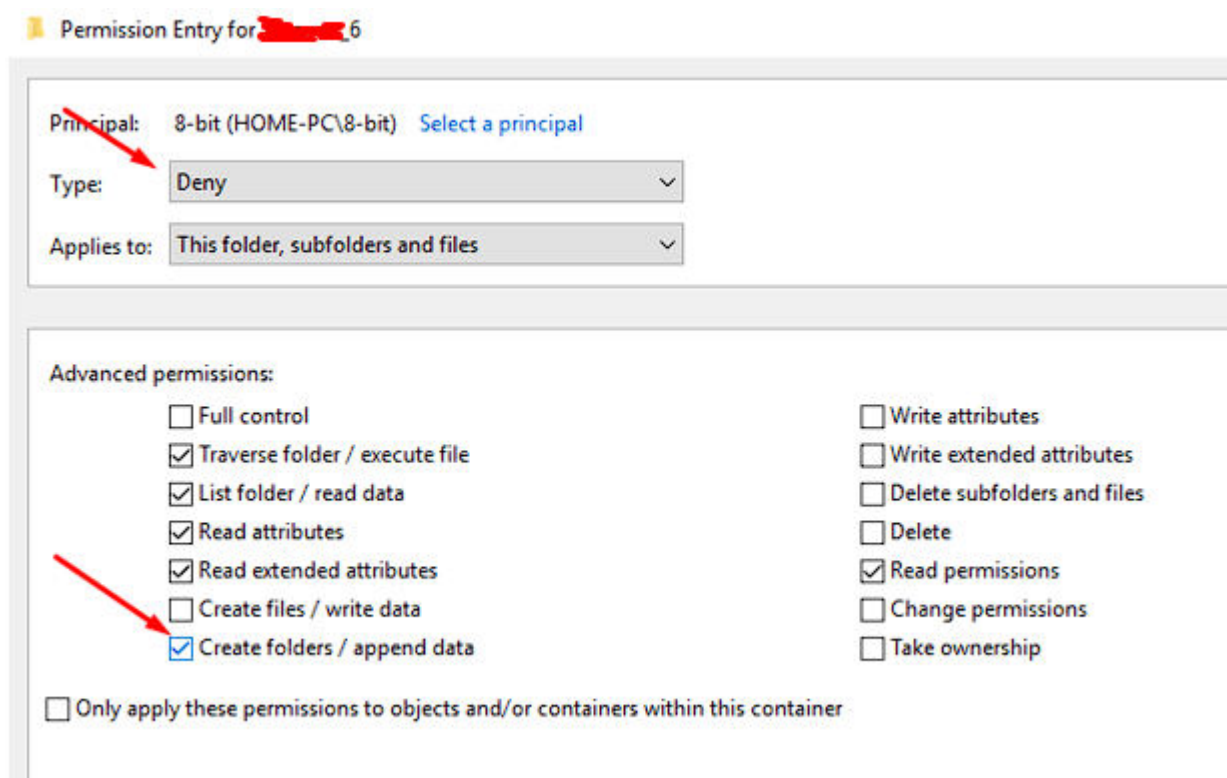 Permission Entry for _6
Principal: 8-bit (HOME-PC\8-bit) Select a principal
Type: Deny
Applies to: This folder, subfolders and files
Advanced permissions:
Full control
Traverse folder / execute file
List folder / read data
Read attributes
Read extended attributes
Create files / write data
Create folders / append data
Write attributes
Write extended attributes
Delete subfolders and files
Delete
Read permissions
Change permissions
Take ownership
Only apply these permissions to objects and/or containers within this container